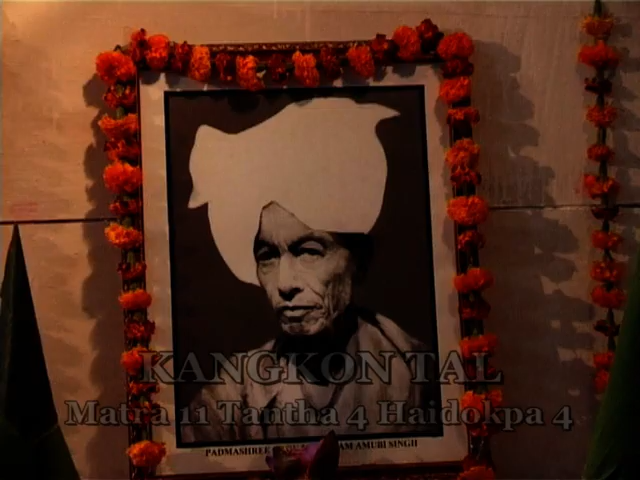 KANGKON TAL
Matra 11 Tantha 4 Haidokpa 4
PADMASHREE AMUBI SINGH